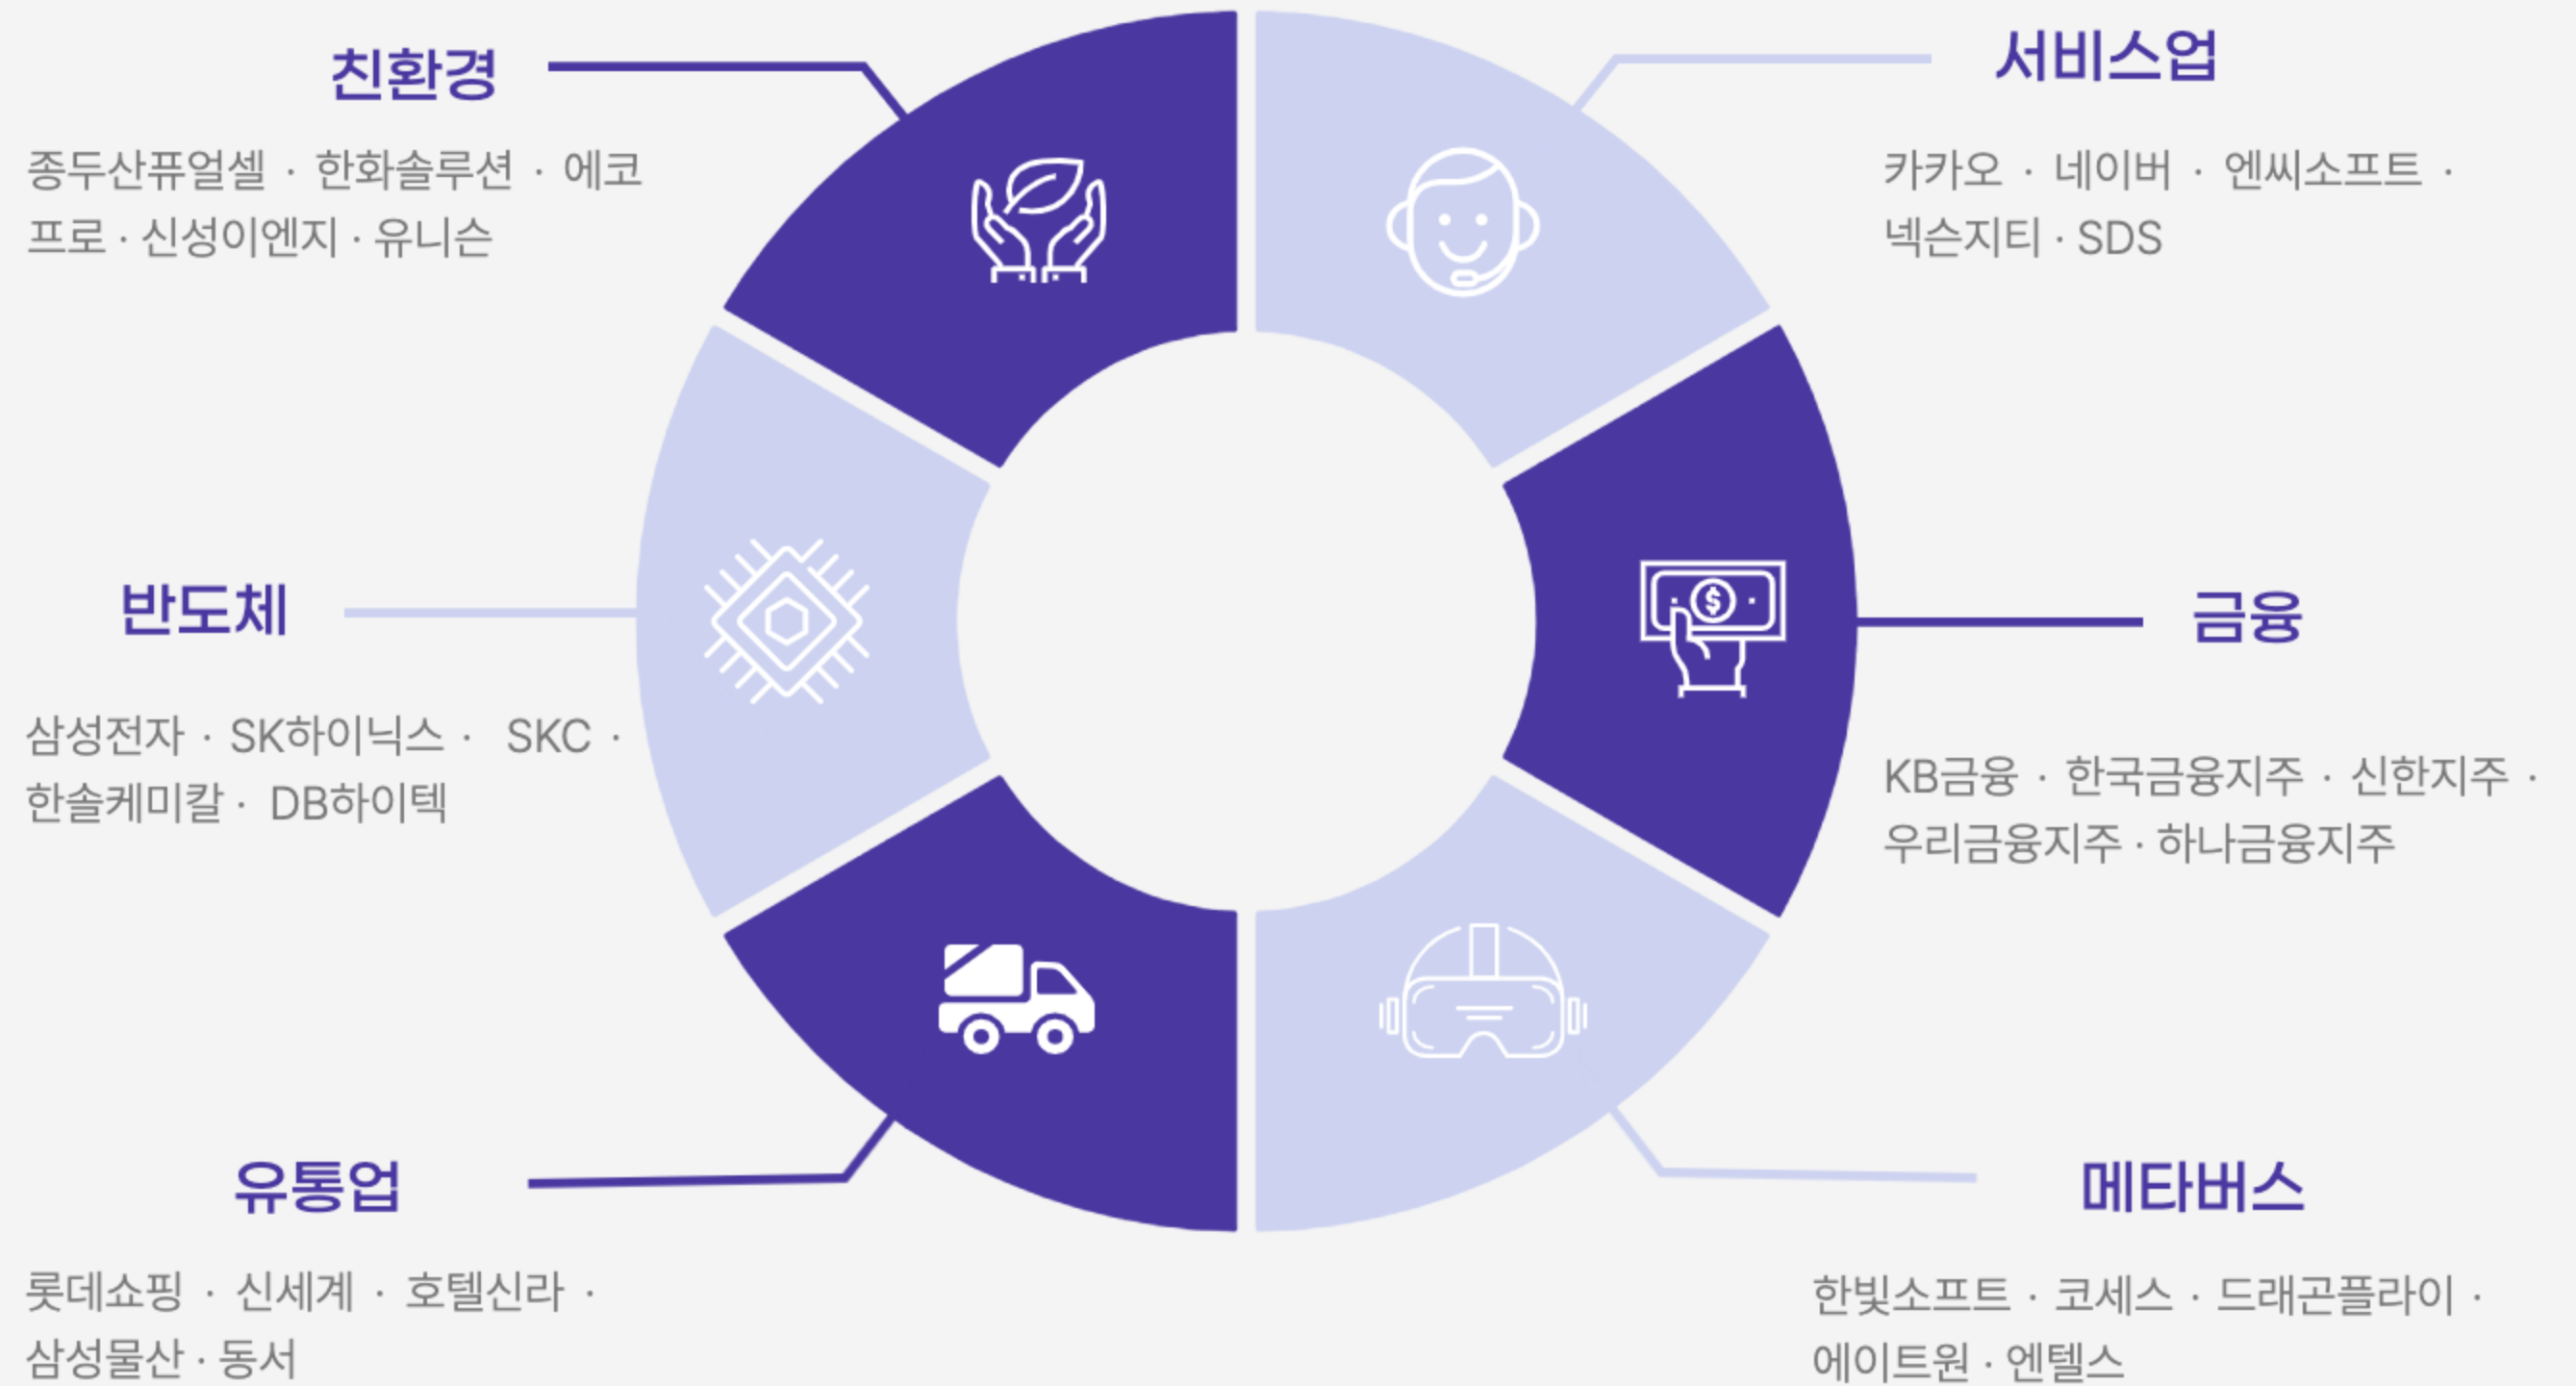 친환경
종두산퓨얼셀 · 한화솔루션 · 에코
프로 · 신성이엔지 · 유니슨
서비스업
카카오 · 네이버 · 엔씨소프트 ·
넥슨지티 · SDS
반도체
삼성전자 · SK하이닉스 · SKC ·
한솔케미칼 · DB하이텍
$
금융
KB금융 · 한국금융지주 · 신한지주 ·
우리금융지주 · 하나금융지주
유통업
롯데쇼핑 · 신세계 · 호텔신라 ·
삼성물산 · 동서
메타버스
한빛소프트 · 코세스 · 드래곤플라이 ·
에이트원 · 엔텔스